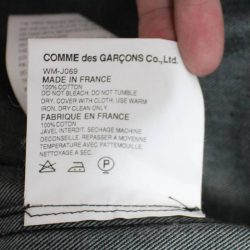 COMME des GARÇONS Co.,Ltd.
WM-J069
MADE IN FRANCE
100% COTTON
DO NOT BLEACH: DO NOT TUMBLE
DRY. COVER WITH CLOTH. USE TEAM
IRON. DRY CLEAN ONLY.
FABRIQUE EN FRANCE
100% COTON
JAVEL INTERDIT. SECHAGE MACHINE
DECONSEILLE. REPASSER A MOYENNE
TEMPERATURE AVEC PATTEMOUILLE.
NETTOYAGE A SEC SEULEMENT